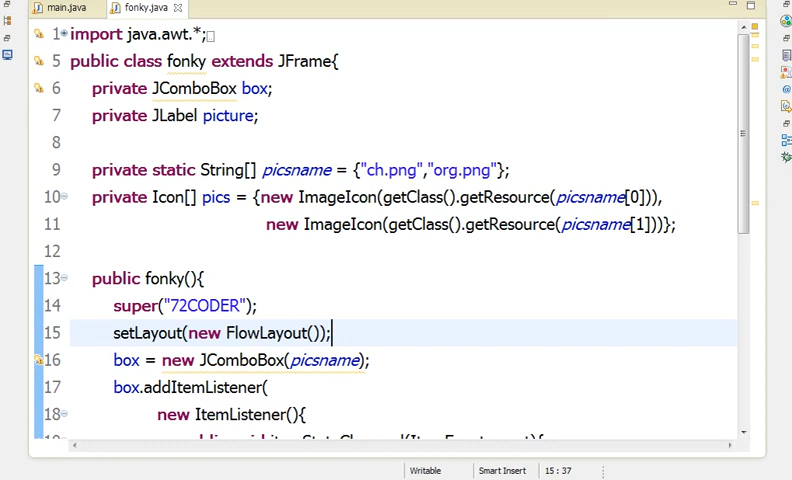 main.java fonky.java
1 import java.awt.*;
5 public class fonky extends JFrame{
6 private JComboBox box;
7 private JLabel picture;
8
9 private static String[] picsname = {"ch.png","org.png"};
10 private Icon[] pics = {new ImageIcon(getClass().getResource(picsname[0])),
11 new ImageIcon(getClass().getResource(picsname[1]))};
12
13 public fonky(){
14 super("72CODER");
15 setLayout(new FlowLayout());
16 box = new JComboBox(picsname);
17 box.addItemListener(
18 new ItemListener(){
Writable Smart Insert 15 : 37